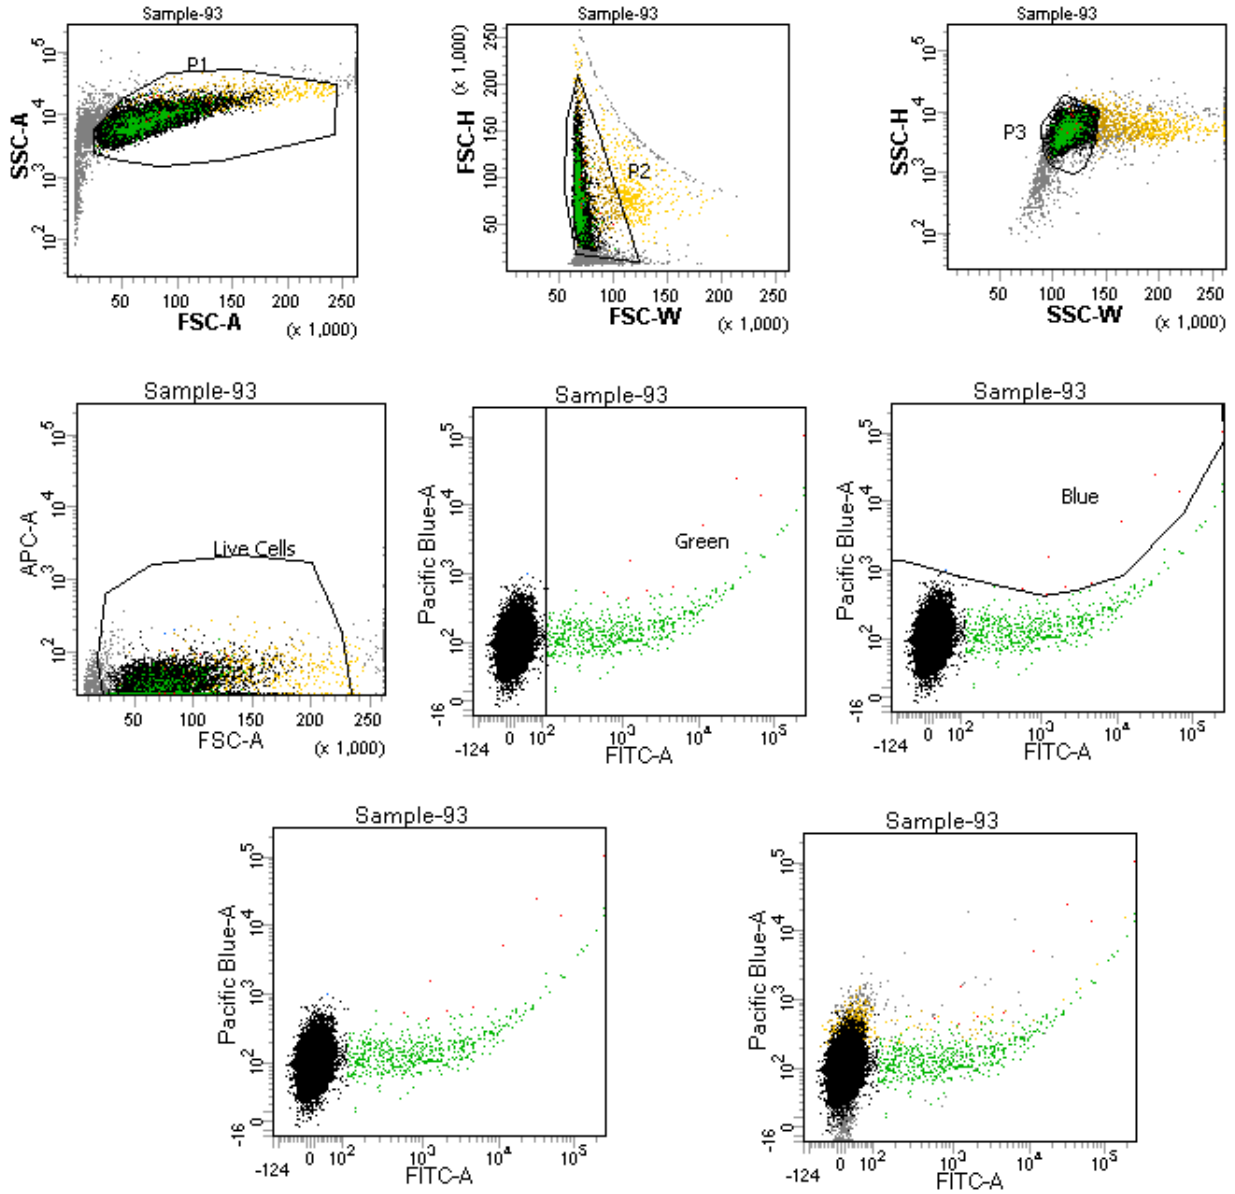 Sample-93
SSC-A
10^5
10^4
10^3
10^2
P1
50 100 150 200 250
FSC-A
(x 1,000)
Sample-93
FSC-H
(x 1,000)
250
200
150
100
50
P2
50 100 150 200 250
FSC-W
(x 1,000)
Sample-93
SSC-H
10^5
10^4
10^3
10^2
P3
50 100 150 200 250
SSC-W
(x 1,000)
Sample-93
APC-A
10^5
10^4
10^3
10^2
Live Cells
50 100 150 200 250
FSC-A
(x 1,000)
Sample-93
Pacific Blue-A
10^5
10^4
10^3
10^2
0
-16
Green
-124 0 10^2 10^3 10^4 10^5
FITC-A
Sample-93
Pacific Blue-A
10^5
10^4
10^3
10^2
0
-16
Blue
-124 0 10^2 10^3 10^4 10^5
FITC-A
Sample-93
Pacific Blue-A
10^5
10^4
10^3
10^2
0
-16
-124 0 10^2 10^3 10^4 10^5
FITC-A
Sample-93
Pacific Blue-A
10^5
10^4
10^3
10^2
0
-16
-124 0 10^2 10^3 10^4 10^5
FITC-A